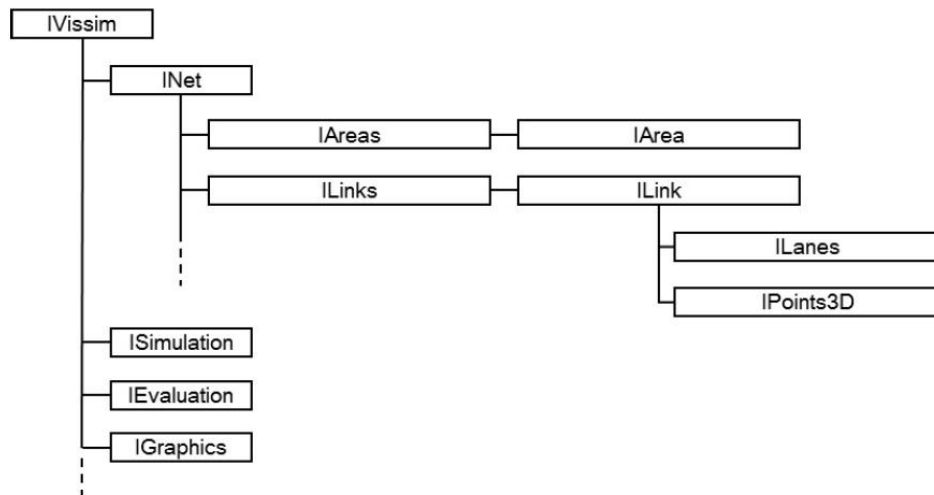 IVissim
INet
IAreas IArea
ILinks ILink
ILanes
IPoints3D
ISimulation
IEvaluation
IGraphics